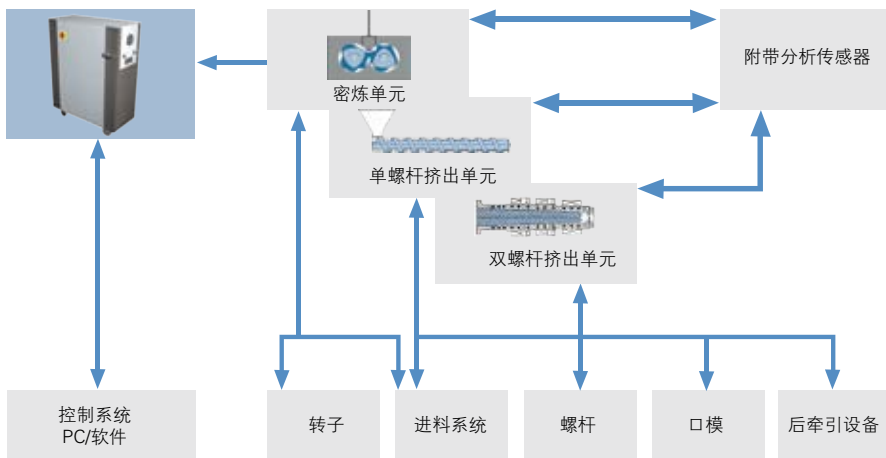 附带分析传感器
密炼单元
单螺杆挤出单元
双螺杆挤出单元
控制系统
PC/软件
转子
进料系统
螺杆
口模
后牵引设备